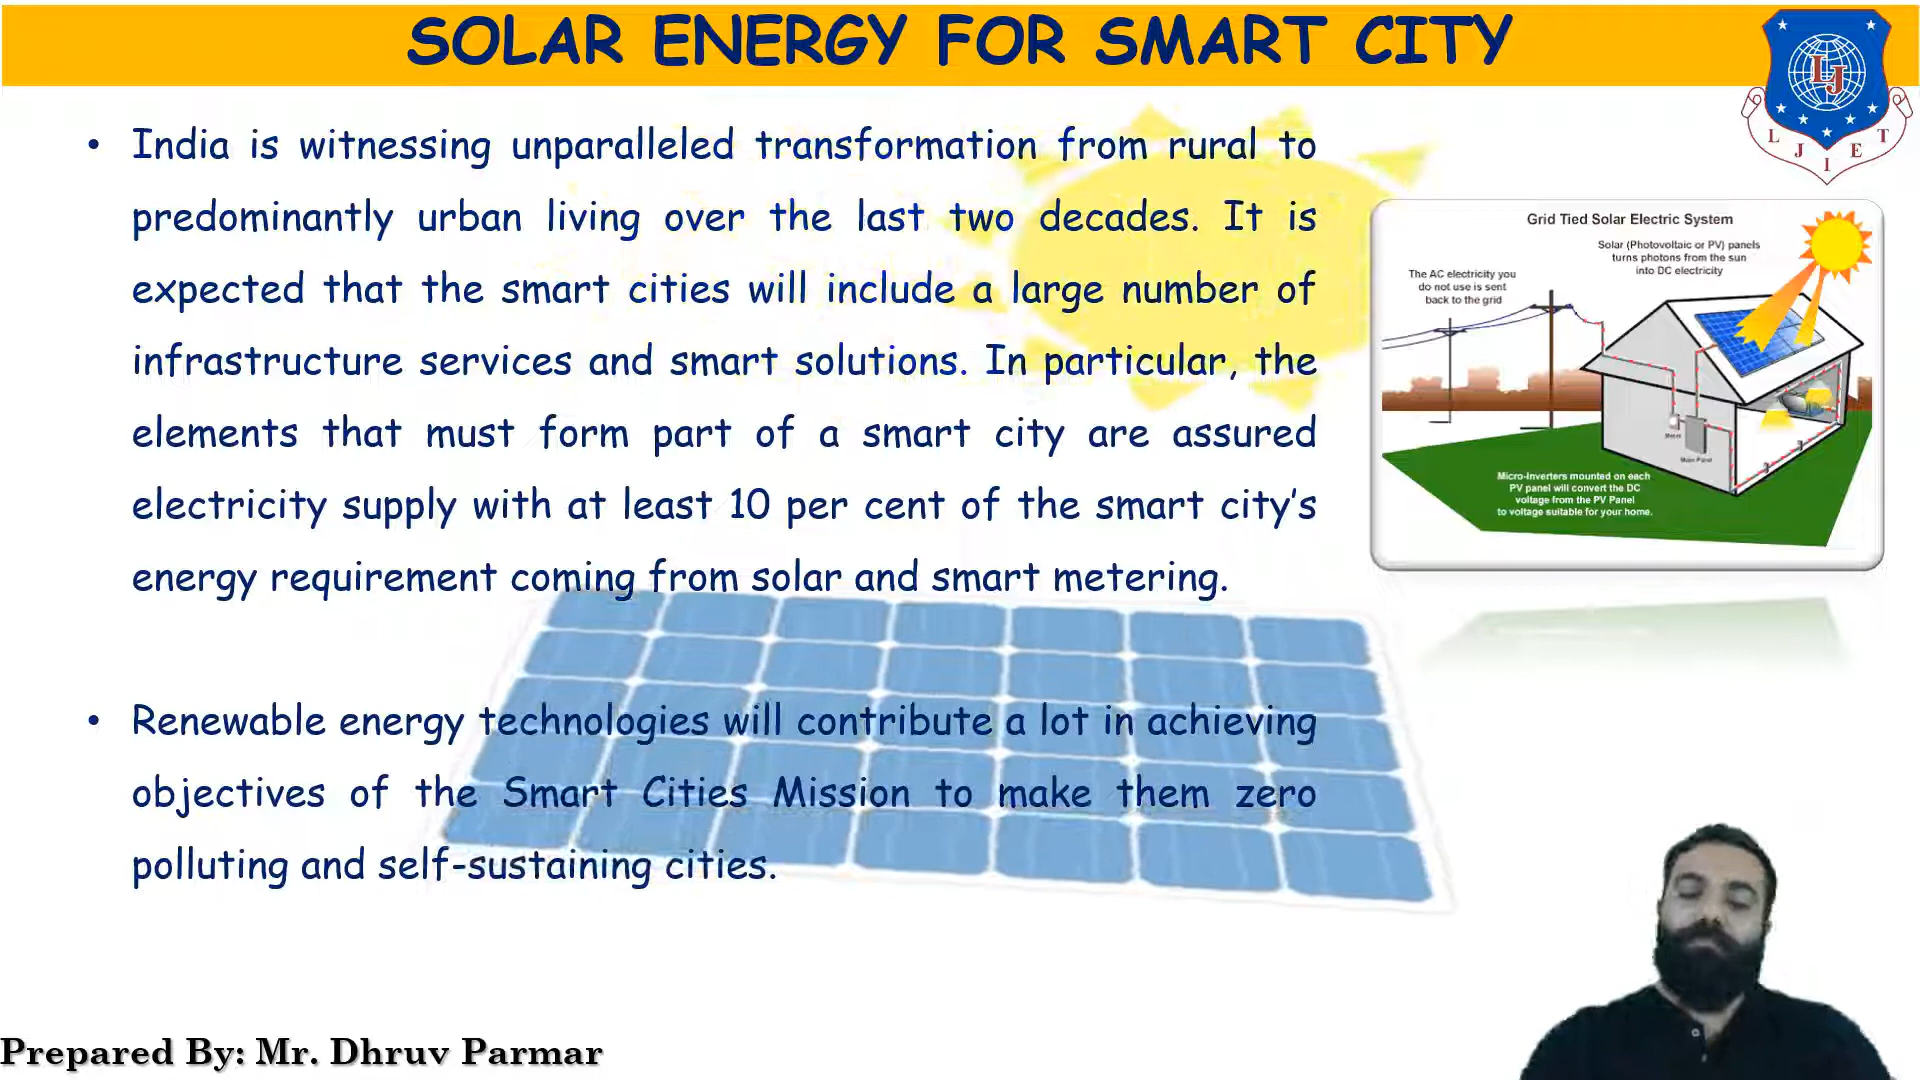 SOLAR ENERGY FOR SMART CITY
LJ
L J I E T
• India is witnessing unparalleled transformation from rural to
predominantly urban living over the last two decades. It is
expected that the smart cities will include a large number of
infrastructure services and smart solutions. In particular, the
elements that must form part of a smart city are assured
electricity supply with at least 10 per cent of the smart city's
energy requirement coming from solar and smart metering.
• Renewable energy technologies will contribute a lot in achieving
objectives of the Smart Cities Mission to make them zero
polluting and self-sustaining cities.
Grid Tied Solar Electric System
Solar (Photovoltaic or PV) panels
turns photons from the sun
into DC electricity
The AC electricity you
do not use is sent
back to the grid
Meter
Main Panel
Micro-Inverters mounted on each
PV panel will convert the DC
voltage from the PV Panel
to voltage suitable for your home.
Prepared By: Mr. Dhruv Parmar